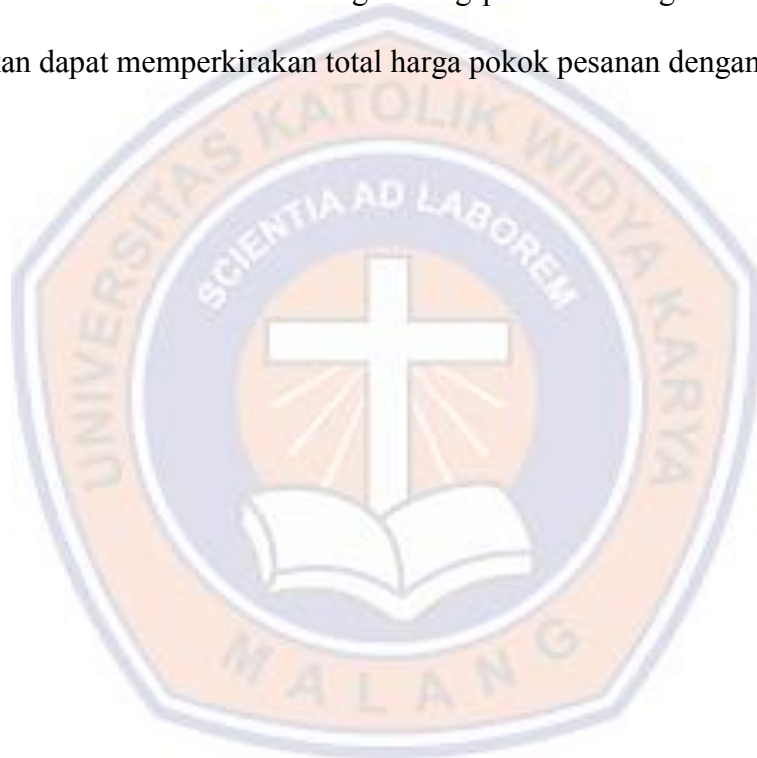 an dapat memperkirakan total harga pokok pesanan dengan
UNIVERSITAS KATOLIK WIDYA KARYA
SCIENTIA AD LABOREM
MALANG